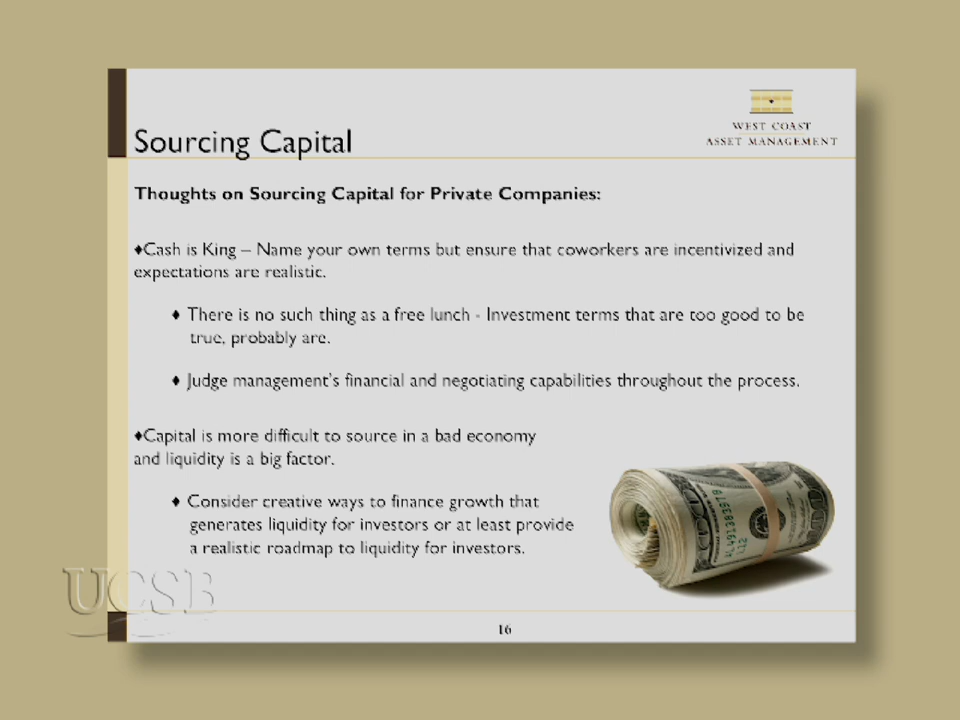 WEST COAST
ASSET MANAGEMENT
Sourcing Capital
Thoughts on Sourcing Capital for Private Companies:
♦Cash is King – Name your own terms but ensure that coworkers are incentivized and
expectations are realistic.
♦ There is no such thing as a free lunch - Investment terms that are too good to be
true, probably are.
♦ Judge management's financial and negotiating capabilities throughout the process.
♦Capital is more difficult to source in a bad economy
and liquidity is a big factor.
♦ Consider creative ways to finance growth that
generates liquidity for investors or at least provide
a realistic roadmap to liquidity for investors.
UCSB
16